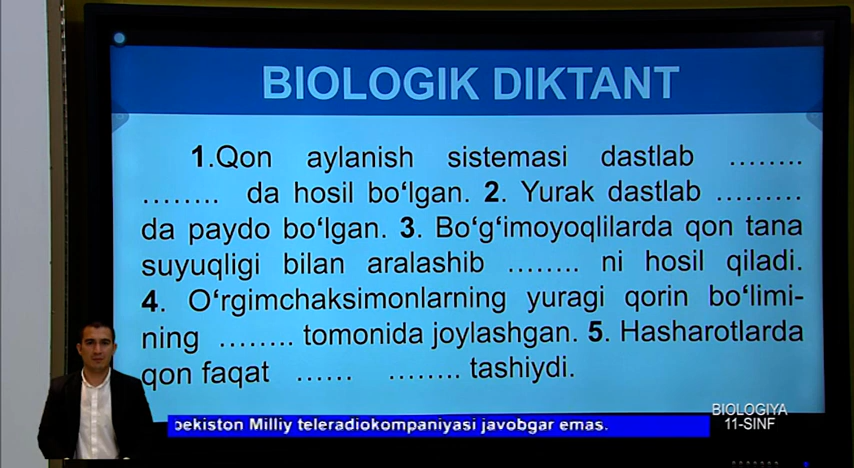 BIOLOGIK DIKTANT
1.Qon aylanish sistemasi dastlab ........
........ da hosil bo‘lgan. 2. Yurak dastlab .........
da paydo bo‘lgan. 3. Bo‘g‘imoyoqlilarda qon tana
suyuqligi bilan aralashib ........ ni hosil qiladi.
4. O‘rgimchaksimonlarning yuragi qorin bo‘limi-
ning ........ tomonida joylashgan. 5. Hasharotlarda
qon faqat ...... ........ tashiydi.
bekiston Milliy teleradiokompaniyasi javobgar emas.
BIOLOGIYA
11-SINF